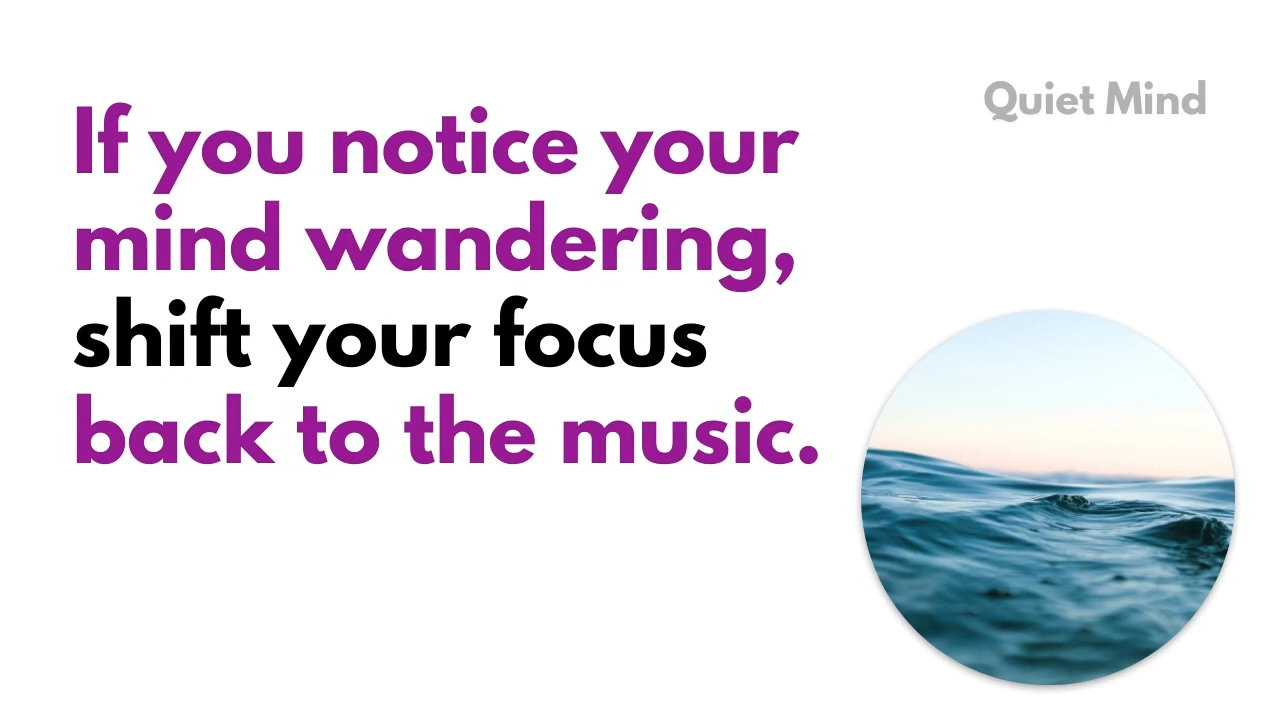 Quiet Mind
If you notice your
mind wandering,
shift your focus
back to the music.